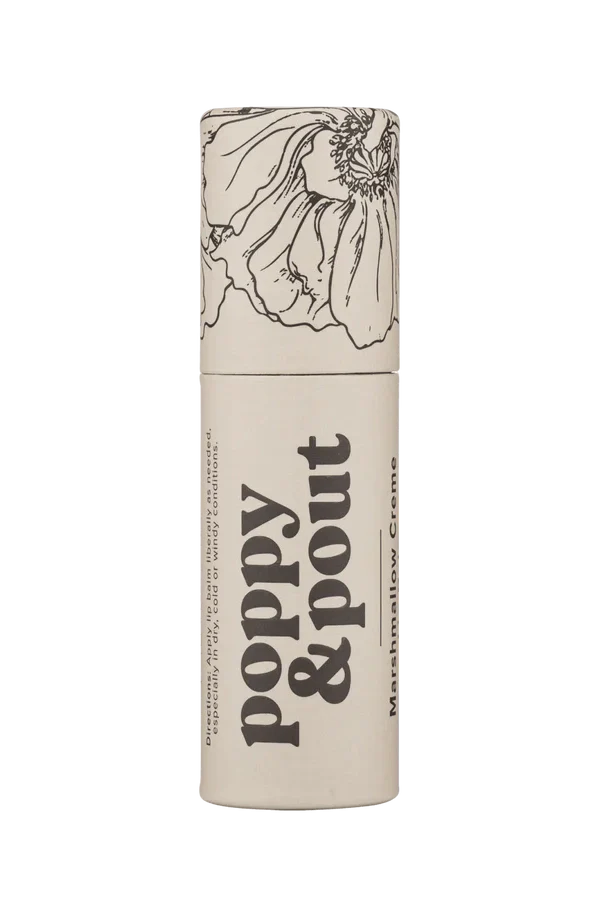 Directions: Apply lip balm liberally as needed,
especially in dry, cold or windy conditions.
poppy
& pout
Marshmallow Creme